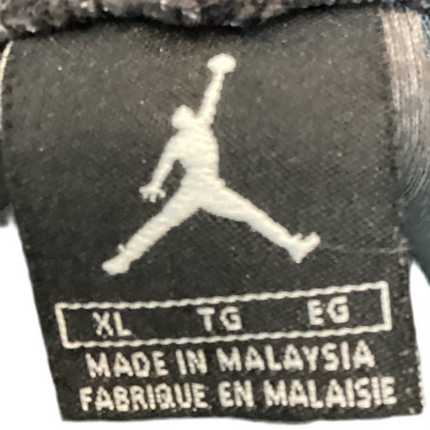 XL TG EG
MADE IN MALAYSIA
FABRIQUE EN MALAISIE